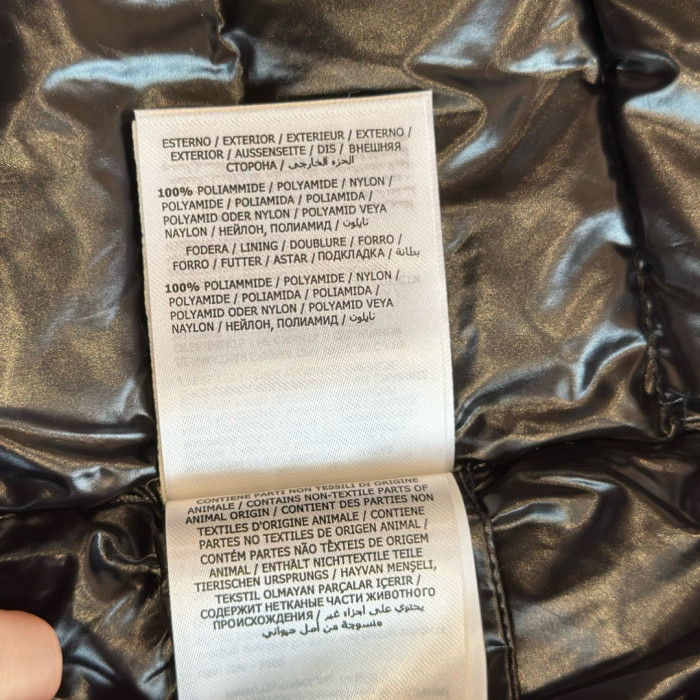 ESTERNO / EXTERIOR / EXTERIEUR / EXTERNO /
EXTERIOR / AUSSENSEITE / DIS / ВНЕШНЯЯ
СТОРОНА / الجزء الخارجى
100% POLIAMMIDE / POLYAMIDE / NYLON /
POLYAMIDE / POLIAMIDA / POLIAMIDA /
POLYAMID ODER NYLON / POLYAMID VEYA
NAYLON / НЕЙЛОН, ПОЛИАМИД / نايلون
FODERA / LINING / DOUBLURE / FORRO /
FORRO / FUTTER / ASTAR / ПОДКЛАДКА / بطانة
100% POLIAMMIDE / POLYAMIDE / NYLON /
POLYAMIDE / POLIAMIDA / POLIAMIDA /
POLYAMID ODER NYLON / POLYAMID VEYA
NAYLON / НЕЙЛОН, ПОЛИАМИД / نايلون
CONTIENE PARTI NON TESSILI DI ORIGINE
ANIMALE / CONTAINS NON-TEXTILE PARTS OF
ANIMAL ORIGIN / CONTIENT DES PARTIES NON
TEXTILES D'ORIGINE ANIMALE / CONTIENE
PARTES NO TEXTILES DE ORIGEN ANIMAL /
CONTÉM PARTES NÃO TÊXTEIS DE ORIGEM
ANIMAL / ENTHÄLT NICHTTEXTILE TEILE
TIERISCHEN URSPRUNGS / HAYVAN MENŞELİ,
TEKSTIL OLMAYAN PARÇALAR IÇERIR /
СОДЕРЖИТ НЕТКАНЫЕ ЧАСТИ ЖИВОТНОГО
ПРОИСХОЖДЕНИЯ / يحتوي على أجزاء غير
منسوجة من أصل حيواني